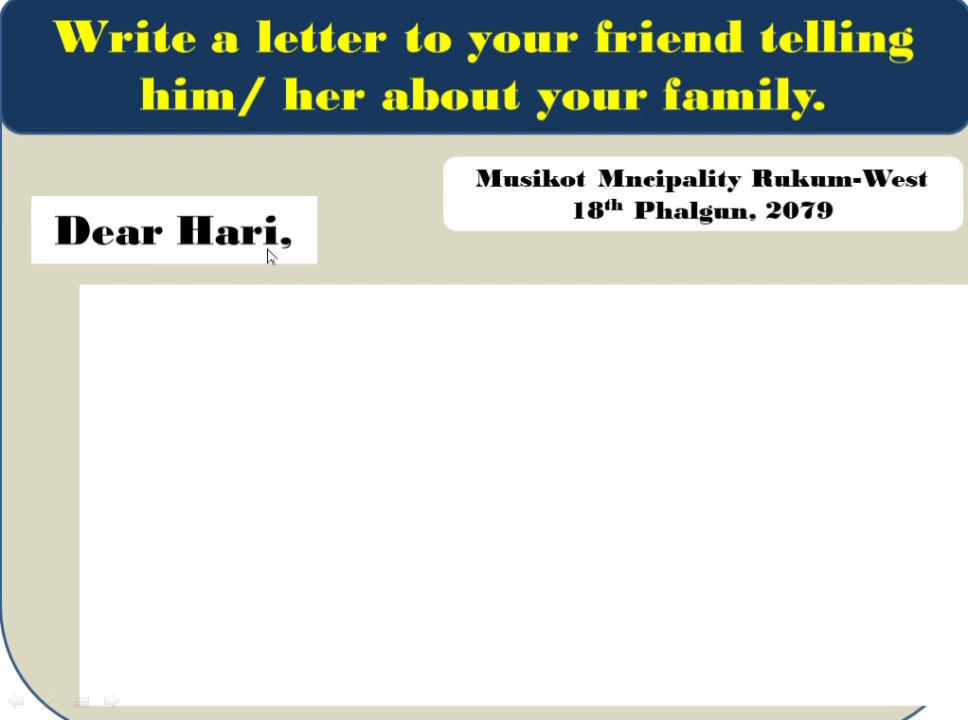 Write a letter to your friend telling
him/ her about your family.
Musikot Mncipality Rukum-West
18th Phalgun, 2079
Dear Hari,